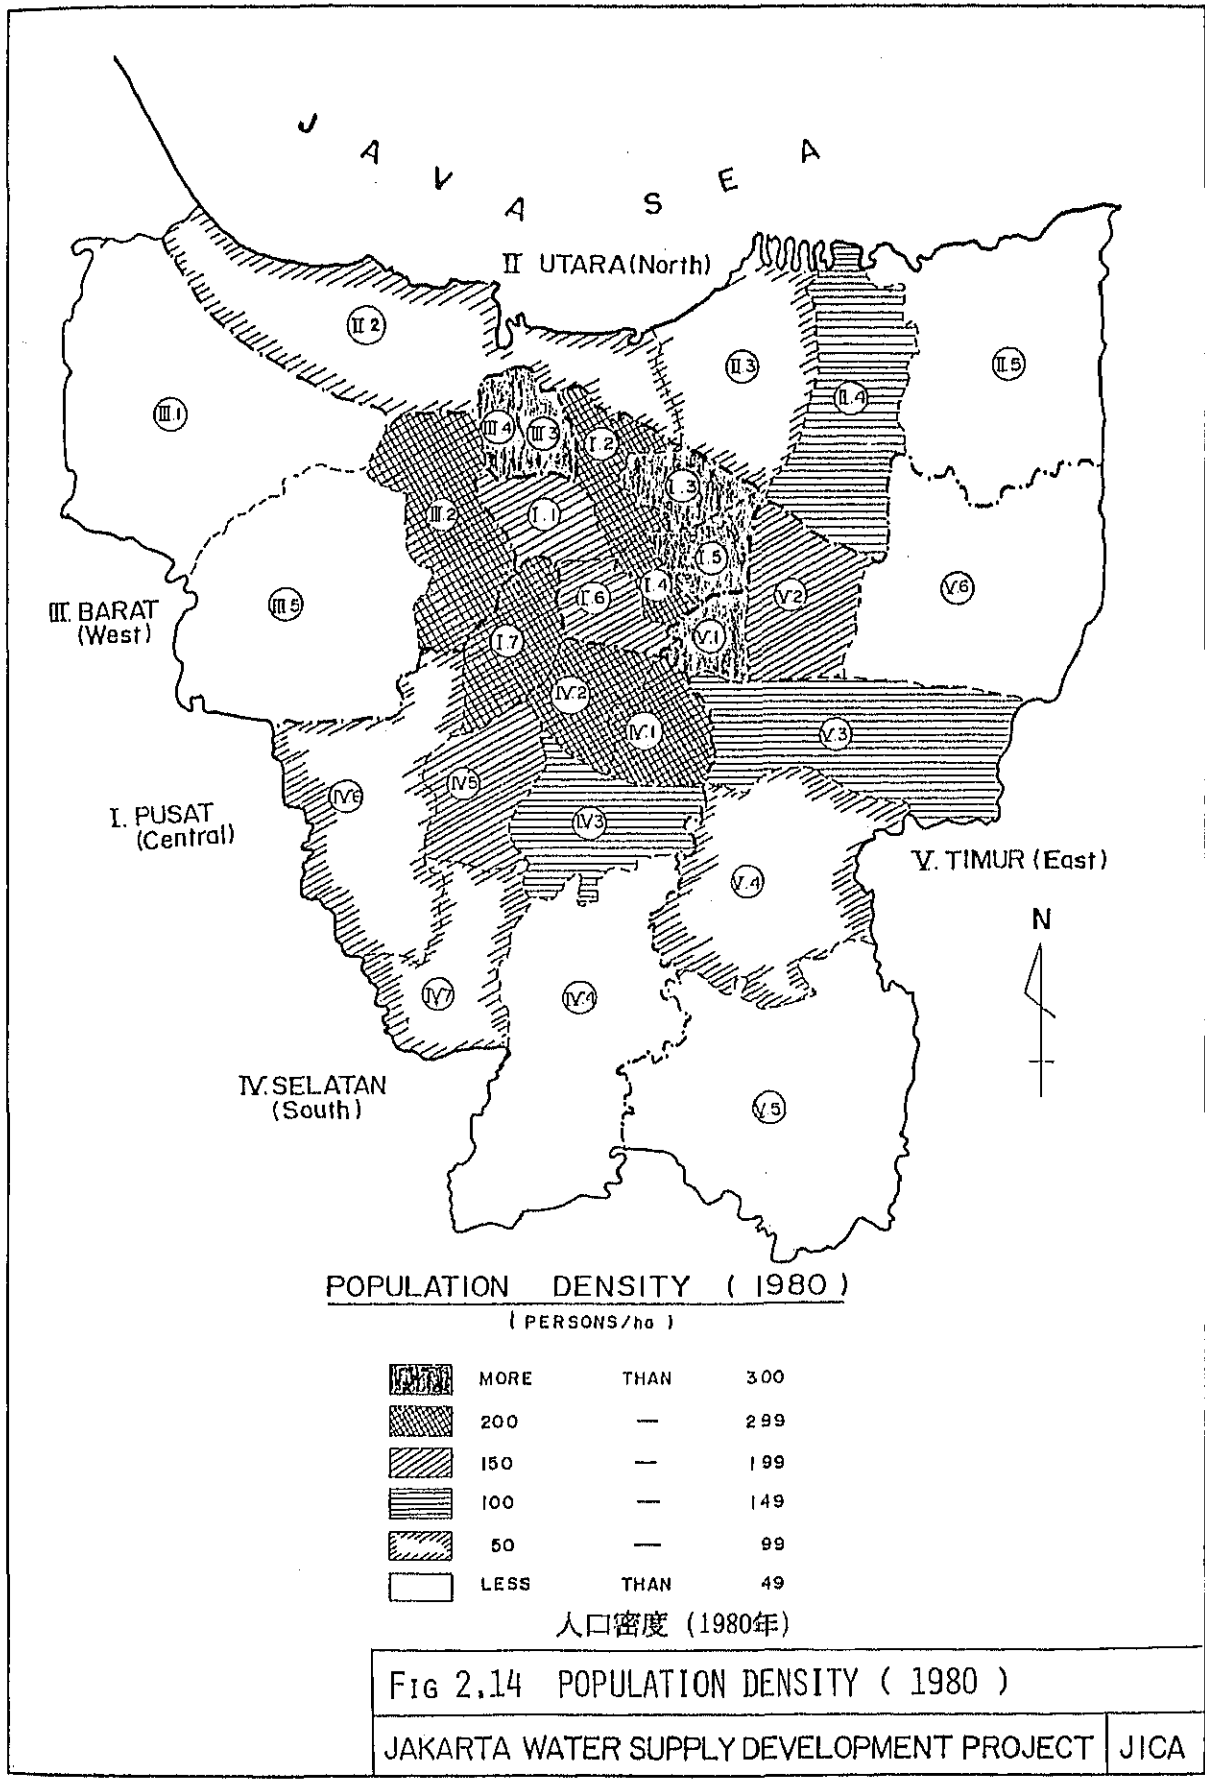 JAVA SEA
II UTARA (North)
II.2
II.3
II.5
III.1
II.4
III.4
III.3
I.2
I.3
III.2
I.1
I.5
I.4
I.6
V.2
V.6
III.5
III. BARAT
(West)
I.7
V.1
IV.2
IV.1
V.3
IV.5
IV.6
IV.3
I. PUSAT
(Central)
V. TIMUR (East)
V.4
N
IV.7
IV.4
IV. SELATAN
(South)
V.5
POPULATION DENSITY (1980)
(PERSONS/ha)
MORE THAN 300
200 — 299
150 — 199
100 — 149
50 — 99
LESS THAN 49
人口密度 (1980年)
FIG 2.14 POPULATION DENSITY (1980)
JAKARTA WATER SUPPLY DEVELOPMENT PROJECT JICA